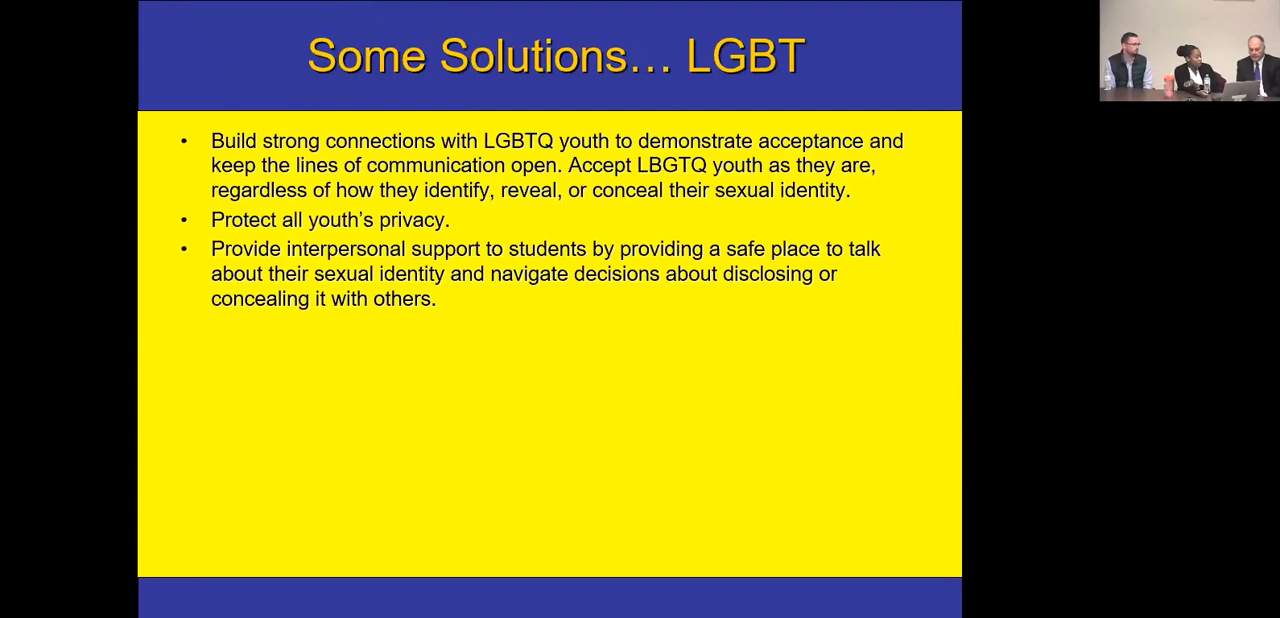 Some Solutions… LGBT
• Build strong connections with LGBTQ youth to demonstrate acceptance and
keep the lines of communication open. Accept LBGTQ youth as they are,
regardless of how they identify, reveal, or conceal their sexual identity.
• Protect all youth's privacy.
• Provide interpersonal support to students by providing a safe place to talk
about their sexual identity and navigate decisions about disclosing or
concealing it with others.